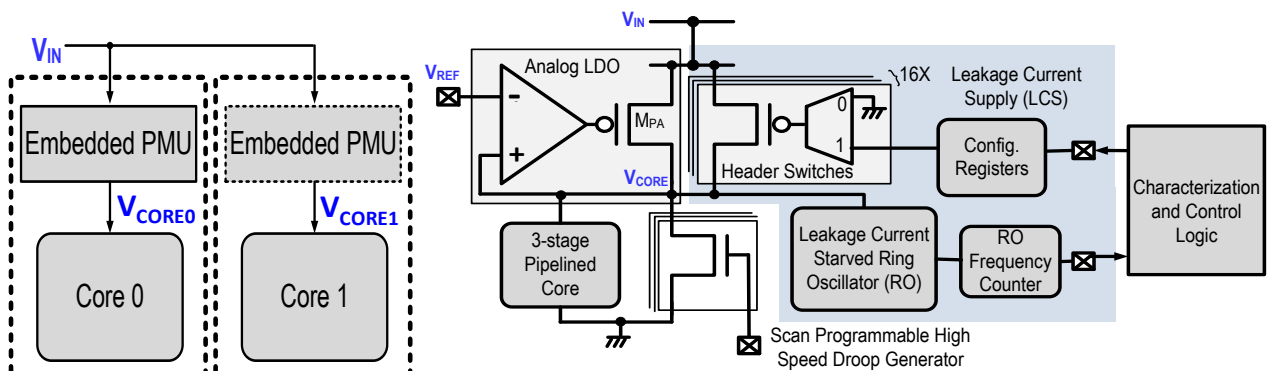 VIN
Embedded PMU
Embedded PMU
VCORE0
VCORE1
Core 0
Core 1
VIN
Analog LDO
VREF
-
+
MPA
VCORE
16X
0
1
Header Switches
Leakage Current
Supply (LCS)
Config.
Registers
Characterization
and Control
Logic
3-stage
Pipelined
Core
Leakage Current
Starved Ring
Oscillator (RO)
RO
Frequency
Counter
Scan Programmable High
Speed Droop Generator